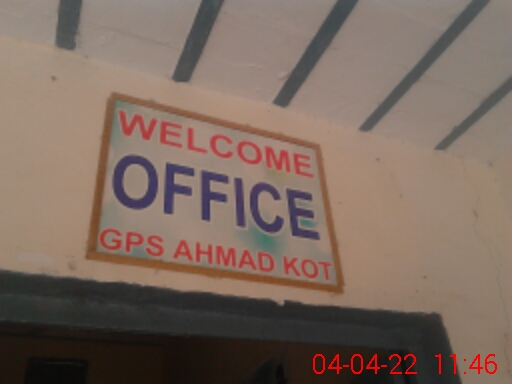 WELCOME
OFFICE
GPS AHMAD KOT
04-04-22 11:46